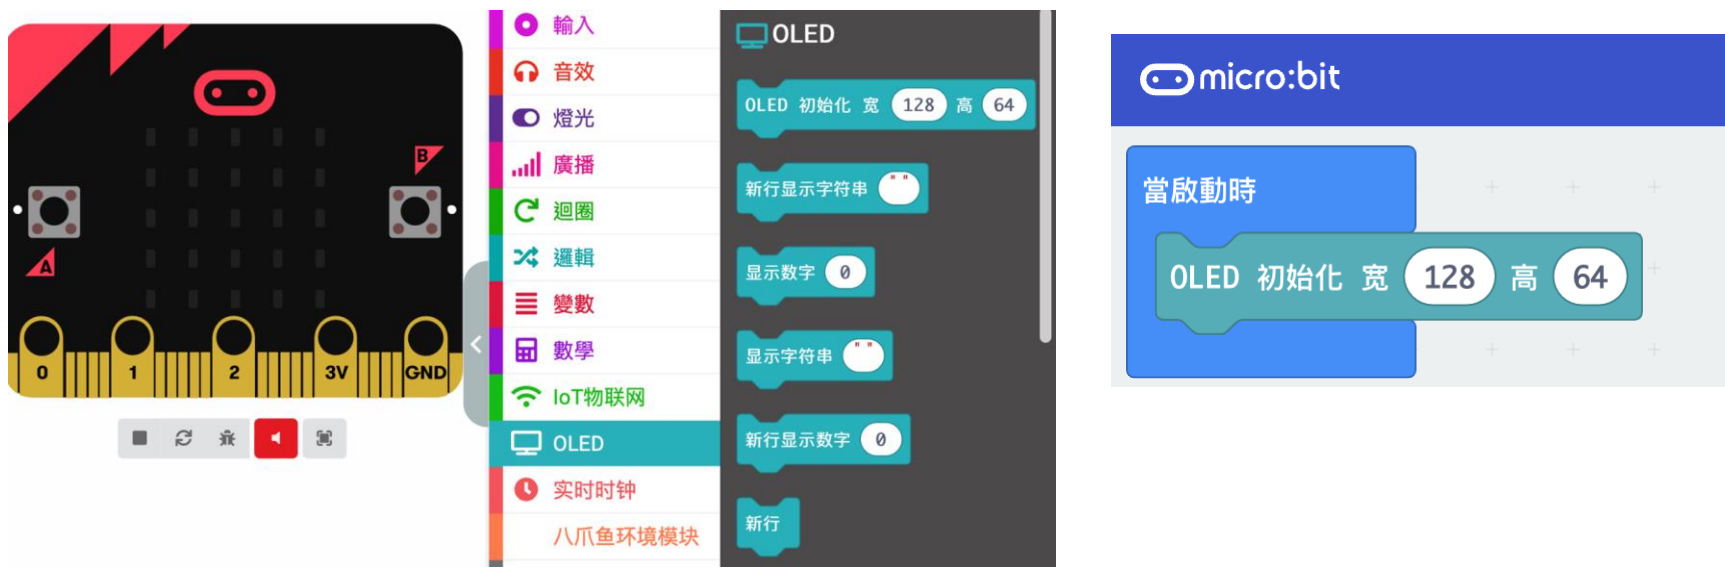 B
A
0
1
2
3V
GND
輸入
音效
燈光
廣播
迴圈
邏輯
變數
數學
IoT物联网
OLED
实时时钟
八爪鱼环境模块
OLED
OLED 初始化 宽 128 高 64
新行显示字符串 " "
显示数字 0
显示字符串 " "
新行显示数字 0
新行
micro:bit
當啟動時
OLED 初始化 宽 128 高 64